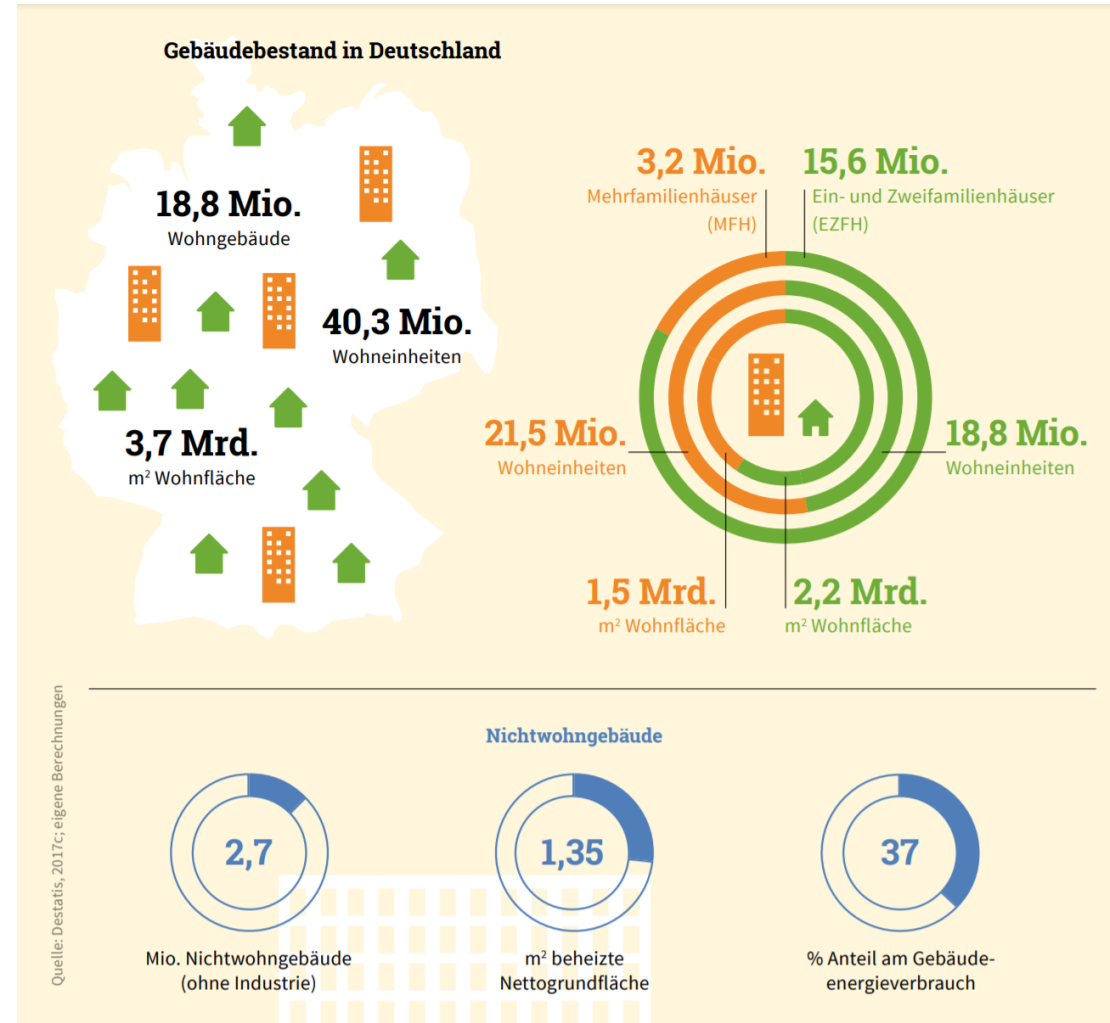 Gebäudebestand in Deutschland
18,8 Mio.
Wohngebäude
40,3 Mio.
Wohneinheiten
3,7 Mrd.
m² Wohnfläche
3,2 Mio.
Mehrfamilienhäuser
(MFH)
15,6 Mio.
Ein- und Zweifamilienhäuser
(EZFH)
21,5 Mio.
Wohneinheiten
18,8 Mio.
Wohneinheiten
1,5 Mrd.
m² Wohnfläche
2,2 Mrd.
m² Wohnfläche
Nichtwohngebäude
2,7
Mio. Nichtwohngebäude
(ohne Industrie)
1,35
m² beheizte
Nettogrundfläche
37
% Anteil am Gebäude-
energieverbrauch
Quelle: Destatis, 2017c; eigene Berechnungen